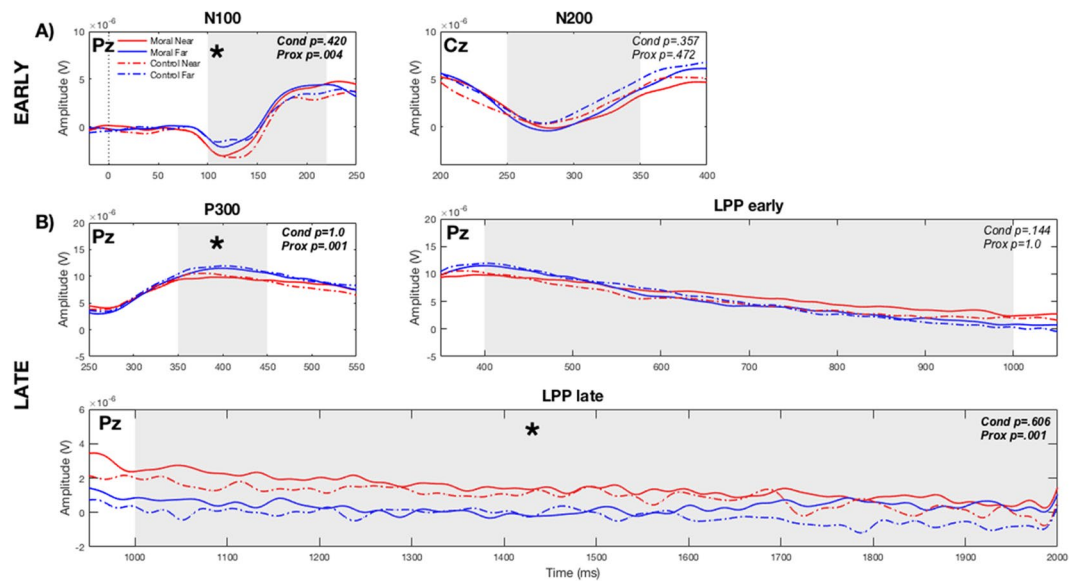 A)
EARLY
N100
×10⁻⁶
Pz
Moral Near
Moral Far
Control Near
Control Far
*
Cond p=.420
Prox p=.004
Amplitude (V)
10
5
0
0 50 100 150 200 250
N200
×10⁻⁶
Cz
Cond p=.357
Prox p=.472
Amplitude (V)
10
5
0
200 250 300 350 400
B)
LATE
P300
×10⁻⁶
Pz
*
Cond p=1.0
Prox p=.001
Amplitude (V)
20
15
10
5
0
-5
250 300 350 400 450 500 550
LPP early
×10⁻⁶
Pz
Cond p=.144
Prox p=1.0
Amplitude (V)
20
15
10
5
0
-5
400 500 600 700 800 900 1000
LPP late
×10⁻⁶
Pz
*
Cond p=.606
Prox p=.001
Amplitude (V)
6
4
2
0
-2
1000 1100 1200 1300 1400 1500 1600 1700 1800 1900 2000
Time (ms)